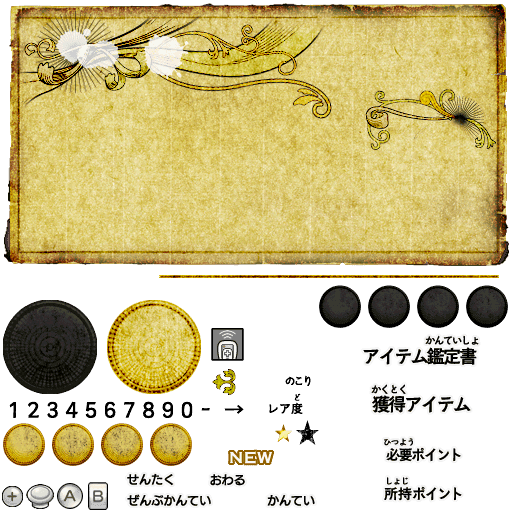 かんていしょ
アイテム鑑定書
のこり
かくとく
獲得アイテム
1234567890-→
ど
レア度
NEW
ひつよう
必要ポイント
せんたく
おわる
しょじ
所持ポイント
+
A
B
ぜんぶかんてい
かんてい